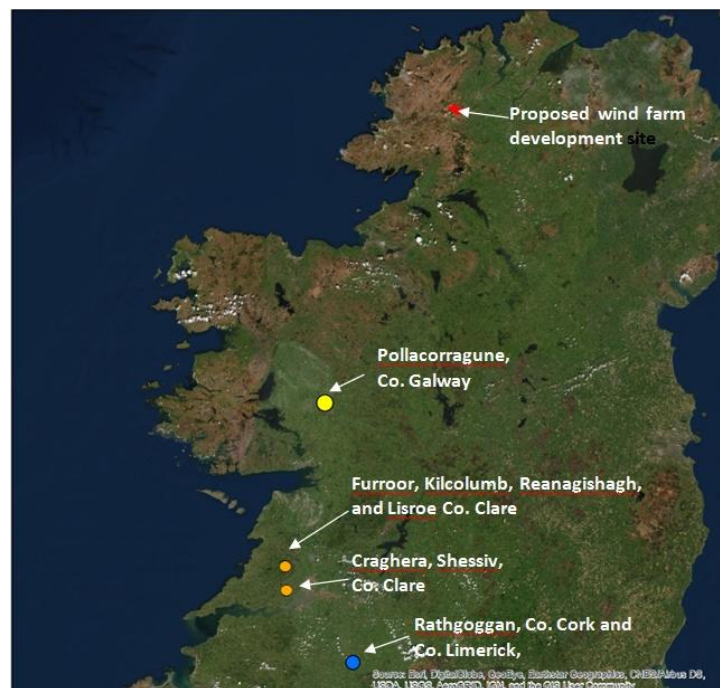 Proposed wind farm
development site
Pollacorragune,
Co. Galway
Furroor, Kilcolumb, Reanagishagh,
and Lisroe Co. Clare
Craghera, Shessiv,
Co. Clare
Rathgoggan, Co. Cork and
Co. Limerick,
Source: Esri, DigitalGlobe, GeoEye, Earthstar Geographics, CNES/Airbus DS,
USDA, USGS, AeroGRID, IGN, and the GIS User Community